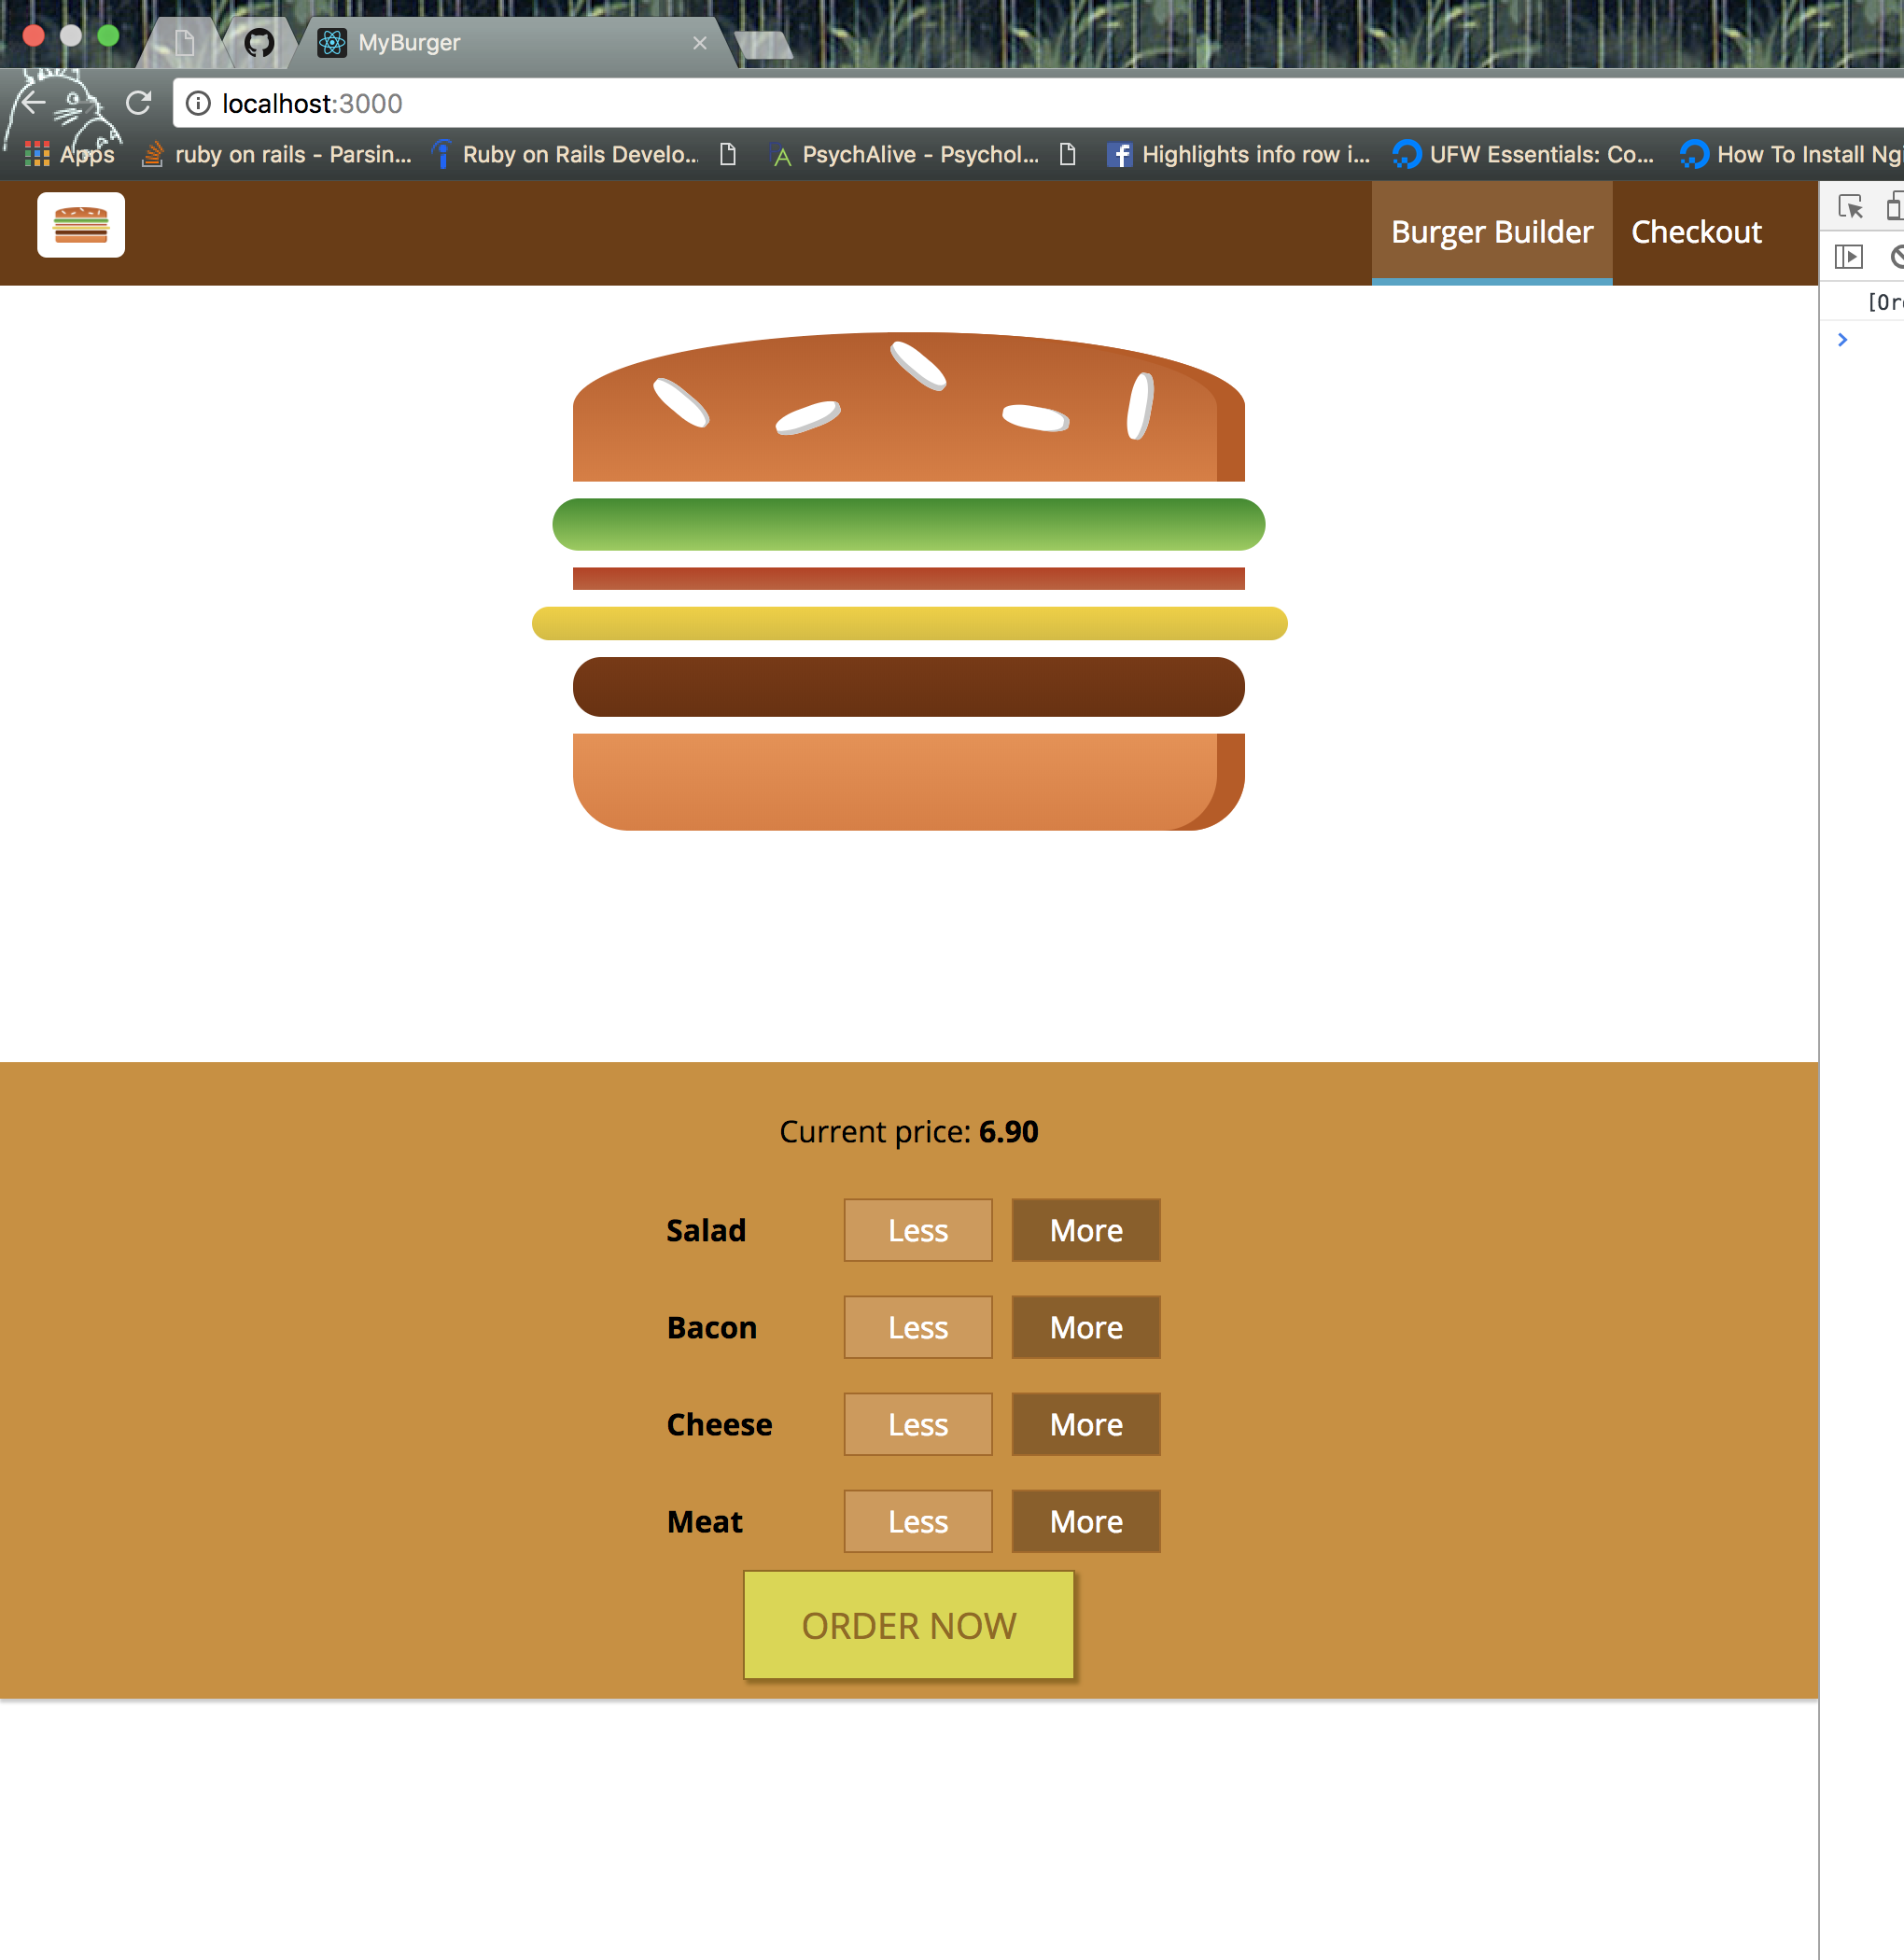 MyBurger
localhost:3000
Apps ruby on rails - Parsin... Ruby on Rails Develo... PsychAlive - Psychol... Highlights info row i... UFW Essentials: Co... How To Install Ng
Burger Builder Checkout
[Or
Current price: 6.90
Salad Less More
Bacon Less More
Cheese Less More
Meat Less More
ORDER NOW